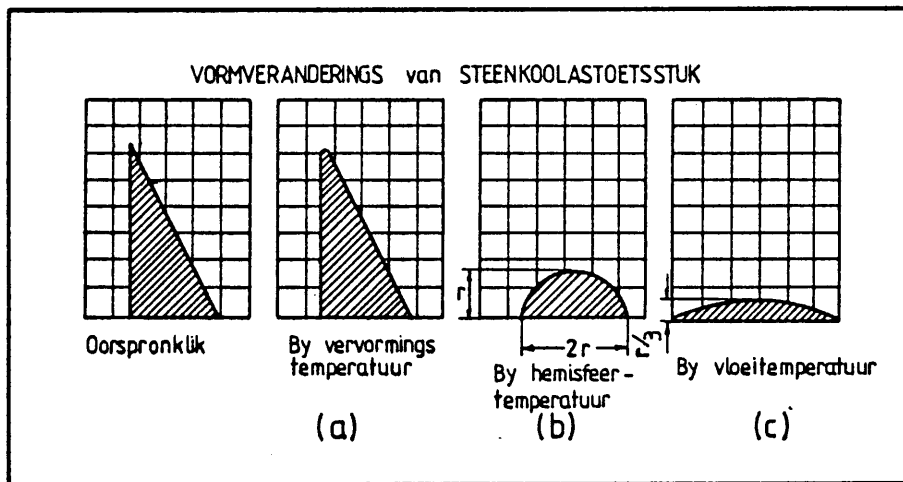 VORMVERANDERINGS van STEENKOOLASTOETSSTUK
Oorspronklik
By vervormings
temperatuur
(a)
r
2r
By hemisfeer-
temperatuur
(b)
r/3
By vloeitemperatuur
(c)